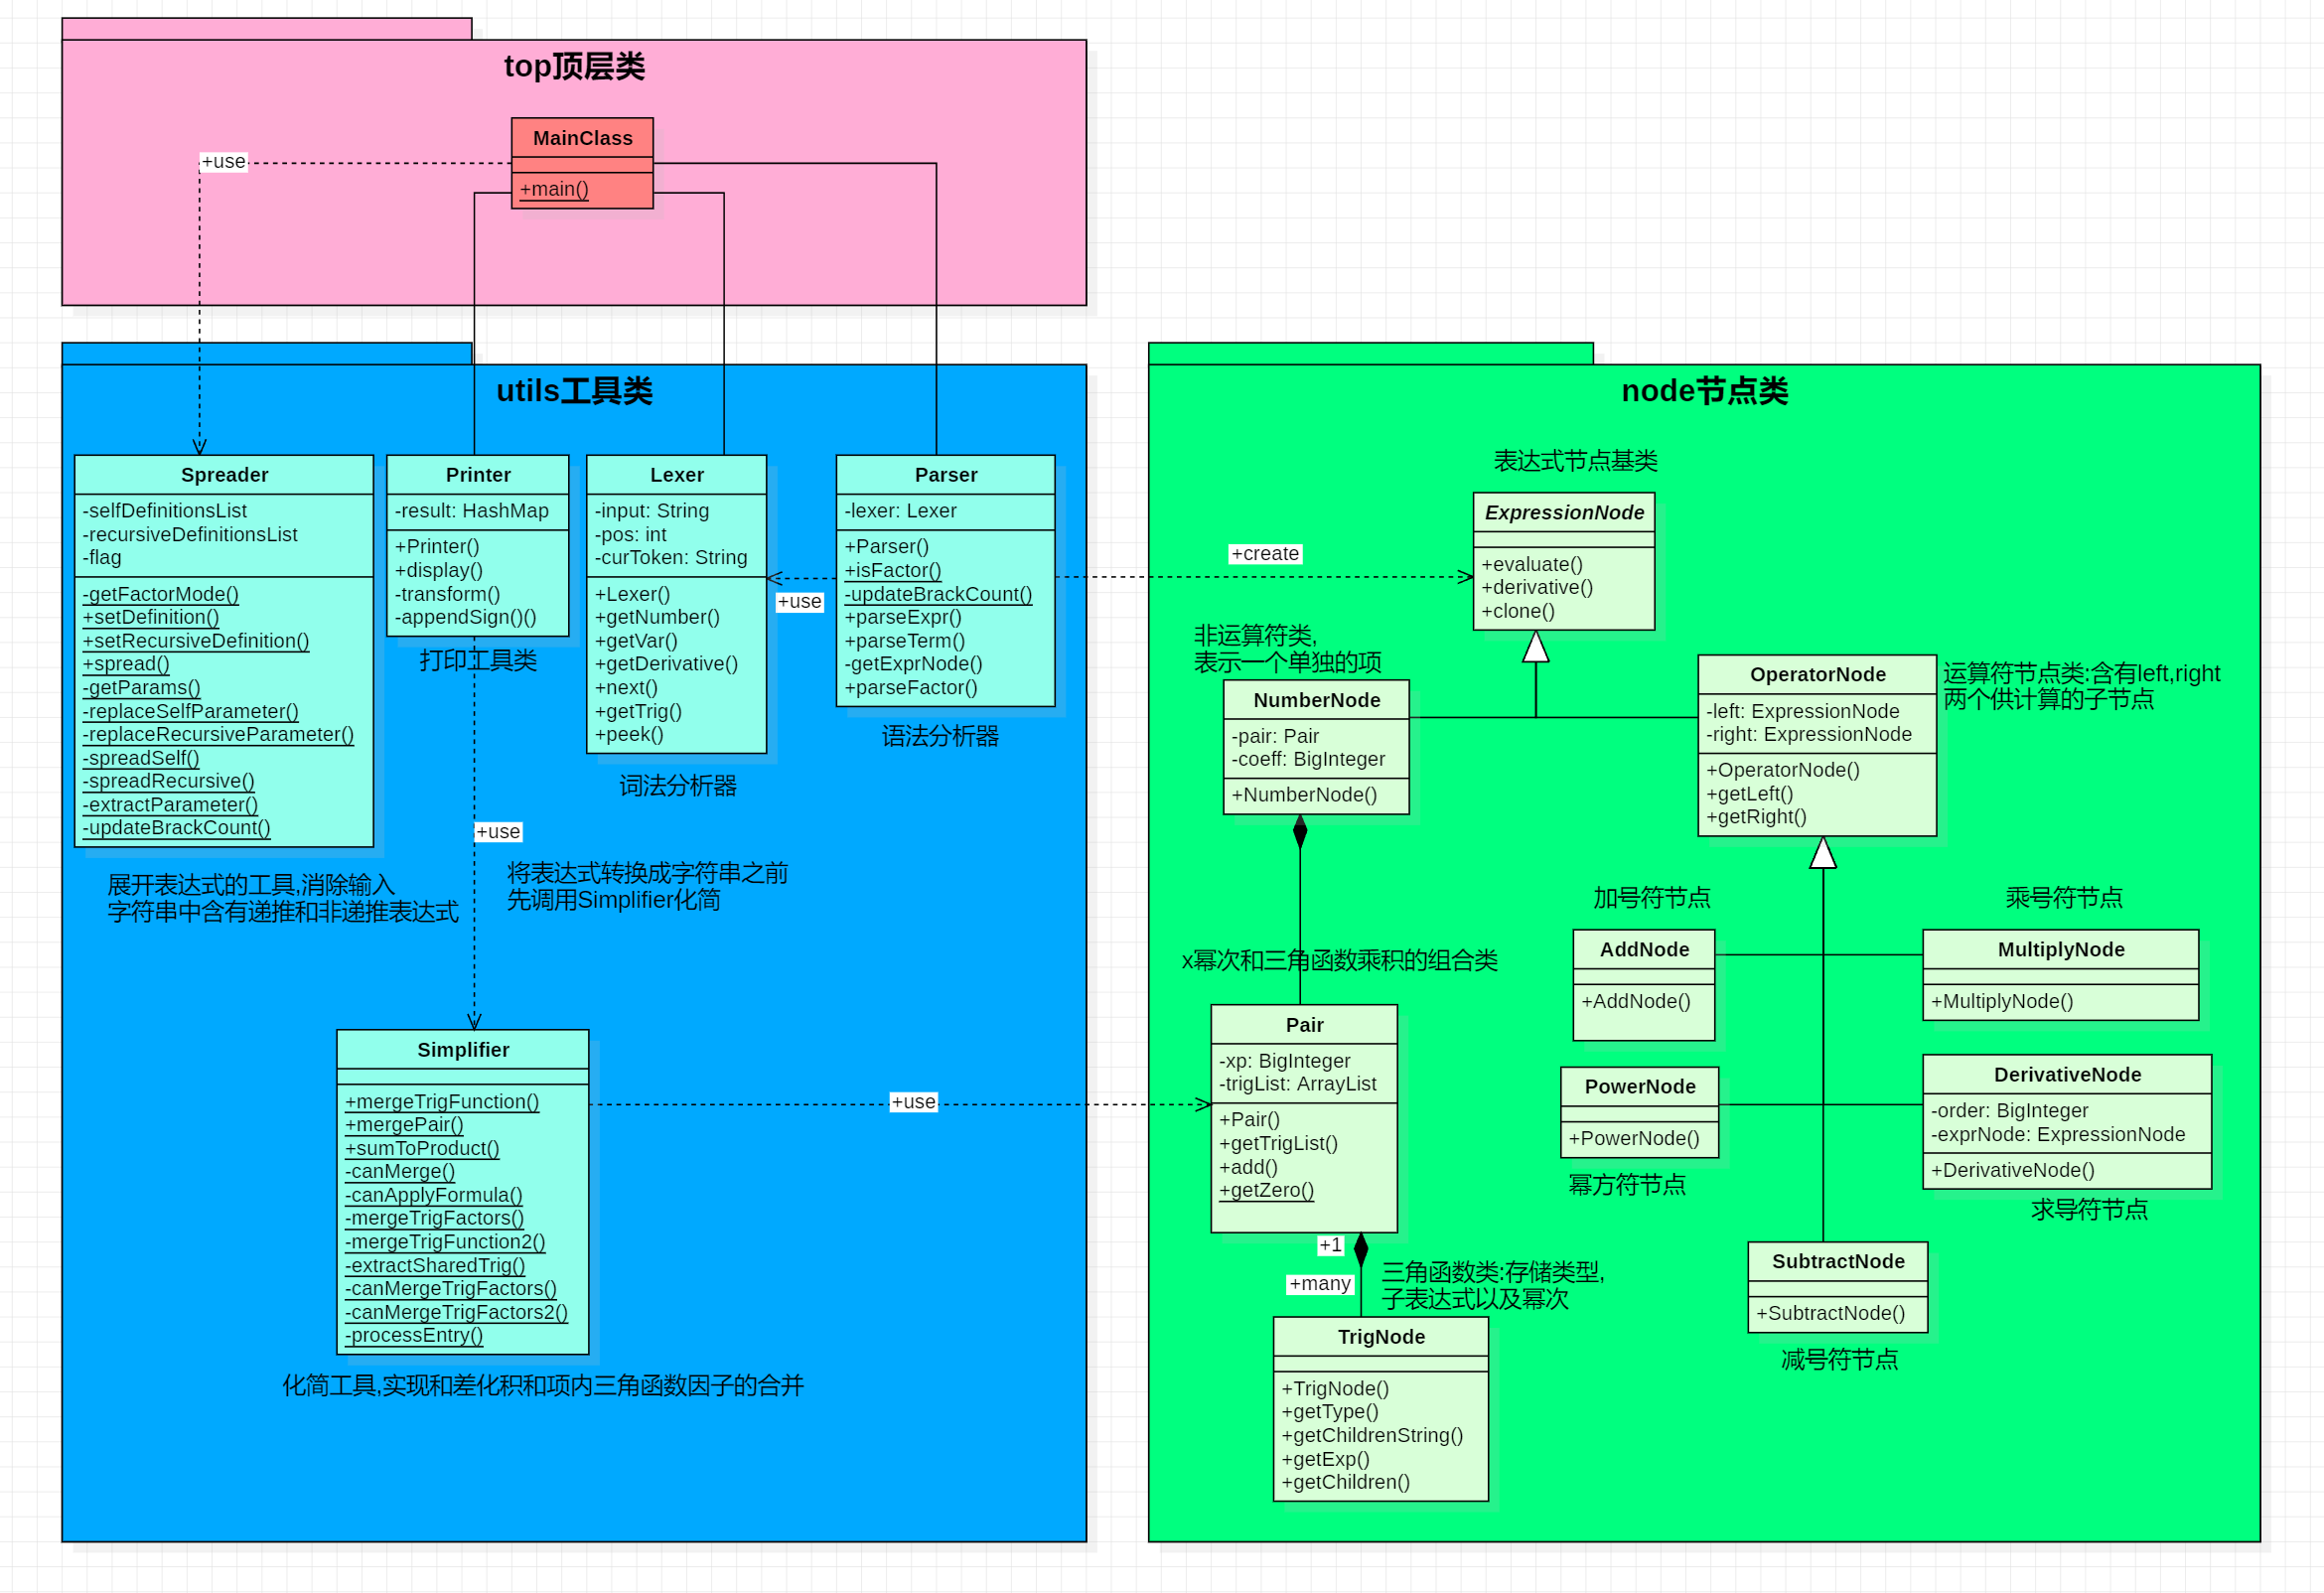 top顶层类
MainClass
+main()
+use
utils工具类
Spreader
-selfDefinitionsList
-recursiveDefinitionsList
-flag
-getFactorMode()
+setDefinition()
+setRecursiveDefinition()
+spread()
-getParams()
-replaceSelfParameter()
-replaceRecursiveParameter()
-spreadSelf()
-spreadRecursive()
-extractParameter()
-updateBrackCount()
展开表达式的工具,消除输入
字符串中含有递推和非递推表达式
Printer
-result: HashMap
+Printer()
+display()
-transform()
-appendSign()()
打印工具类
Lexer
-input: String
-pos: int
-curToken: String
+Lexer()
+getNumber()
+getVar()
+getDerivative()
+next()
+getTrig()
+peek()
词法分析器
+use
Parser
-lexer: Lexer
+Parser()
+isFactor()
-updateBrackCount()
+parseExpr()
+parseTerm()
-getExprNode()
+parseFactor()
语法分析器
+use
将表达式转换成字符串之前
先调用Simplifier化简
Simplifier
+mergeTrigFunction()
+mergePair()
+sumToProduct()
-canMerge()
-canApplyFormula()
-mergeTrigFactors()
-mergeTrigFunction2()
-extractSharedTrig()
-canMergeTrigFactors()
-canMergeTrigFactors2()
-processEntry()
化简工具,实现和差化积和项内三角函数因子的合并
+use
+create
node节点类
表达式节点基类
ExpressionNode
+evaluate()
+derivative()
+clone()
非运算符类,
表示一个单独的项
NumberNode
-pair: Pair
-coeff: BigInteger
+NumberNode()
OperatorNode
-left: ExpressionNode
-right: ExpressionNode
+OperatorNode()
+getLeft()
+getRight()
运算符节点类:含有left,right
两个供计算的子节点
x幂次和三角函数乘积的组合类
Pair
-xp: BigInteger
-trigList: ArrayList
+Pair()
+getTrigList()
+add()
+getZero()
+1
+many
三角函数类:存储类型,
子表达式以及幂次
TrigNode
+TrigNode()
+getType()
+getChildrenString()
+getExp()
+getChildren()
加号符节点
AddNode
+AddNode()
乘号符节点
MultiplyNode
+MultiplyNode()
PowerNode
+PowerNode()
幂方符节点
DerivativeNode
-order: BigInteger
-exprNode: ExpressionNode
+DerivativeNode()
求导符节点
SubtractNode
+SubtractNode()
减号符节点